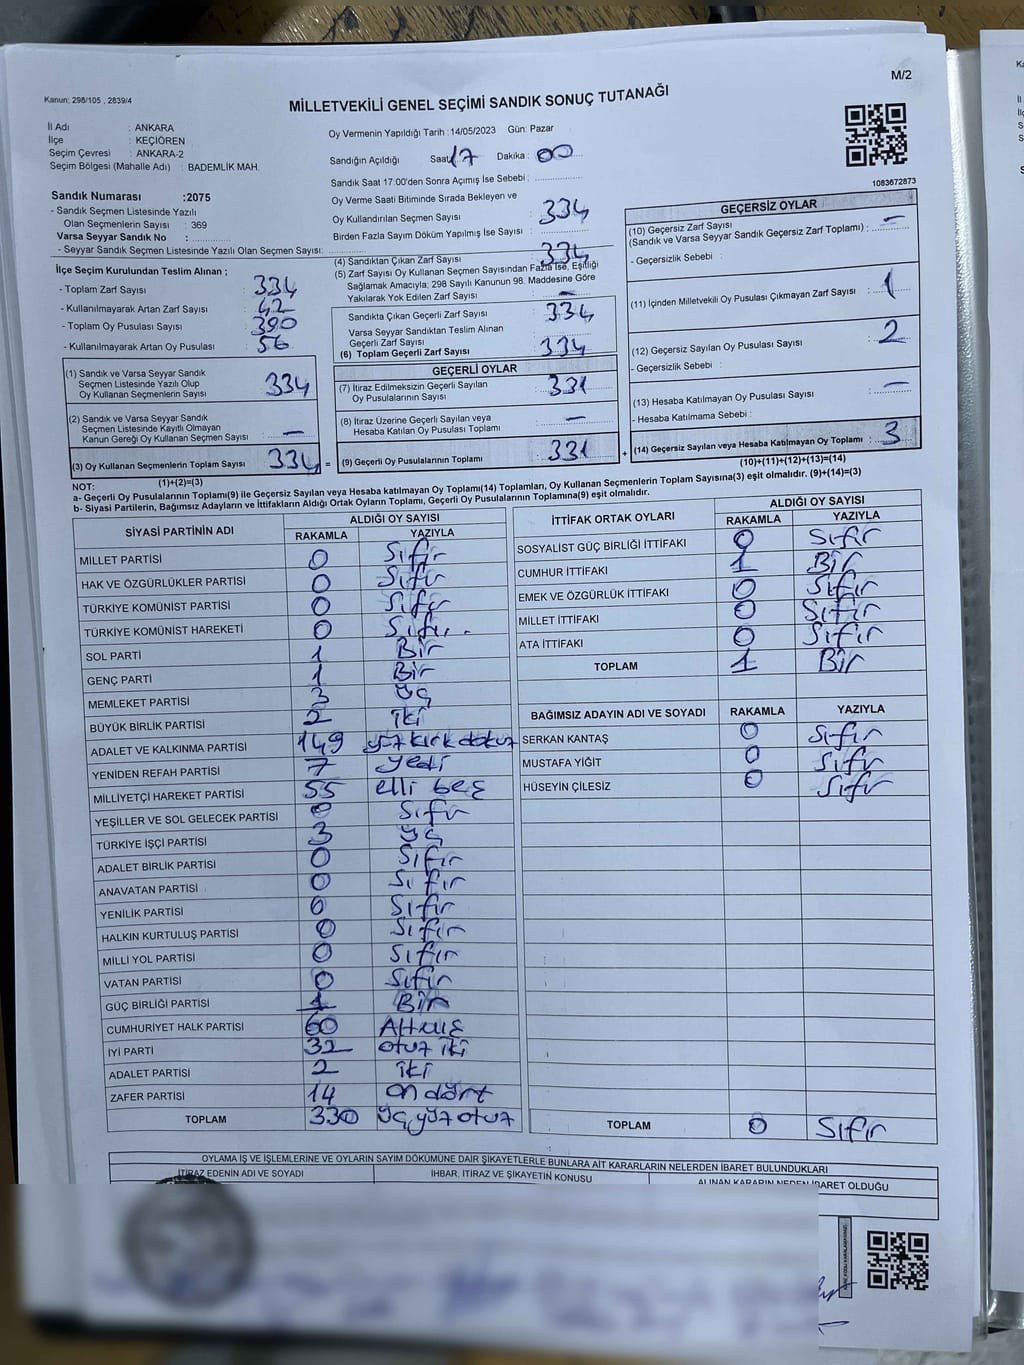 M/2
Kanun; 298/105 , 2839/4
MİLLETVEKİLİ GENEL SEÇİMİ SANDIK SONUÇ TUTANAĞI
İl Adı : ANKARA
İlçe : KEÇİÖREN
Seçim Çevresi : ANKARA-2
Seçim Bölgesi (Mahalle Adı) : BADEMLİK MAH.
Sandık Numarası :2075
- Sandık Seçmen Listesinde Yazılı
Olan Seçmenlerin Sayısı : 369
Varsa Seyyar Sandık No :
- Seyyar Sandık Seçmen Listesinde Yazılı Olan Seçmen Sayısı:
Oy Vermenin Yapıldığı Tarih :14/05/2023 Gün: Pazar
Sandığın Açıldığı Saat 17 Dakika : 00
Sandık Saat 17:00'den Sonra Açımış İse Sebebi :
Oy Verme Saati Bitiminde Sırada Bekleyen ve
Oy Kullandırılan Seçmen Sayısı : 334
Birden Fazla Sayım Döküm Yapılmış İse Sayısı :
1083672873
İlçe Seçim Kurulundan Teslim Alınan ;
- Toplam Zarf Sayısı : 334
- Kullanılmayarak Artan Zarf Sayısı : 42
- Toplam Oy Pusulası Sayısı : 390
- Kullanılmayarak Artan Oy Pusulası : 56
(4) Sandıktan Çıkan Zarf Sayısı : 334
(5) Zarf Sayısı Oy Kullanan Seçmen Sayısından Fazla İse, Eşitliği
Sağlamak Amacıyla; 298 Sayılı Kanunun 98. Maddesine Göre
Yakılarak Yok Edilen Zarf Sayısı : —
Sandıkta Çıkan Geçerli Zarf Sayısı : 334
Varsa Seyyar Sandıktan Teslim Alınan
Geçerli Zarf Sayısı :
(6) Toplam Geçerli Zarf Sayısı : 334
GEÇERSİZ OYLAR
(10) Geçersiz Zarf Sayısı
(Sandık ve Varsa Seyyar Sandık Geçersiz Zarf Toplamı) : —
- Geçersizlik Sebebi :
(11) İçinden Milletvekili Oy Pusulası Çıkmayan Zarf Sayısı : 1
(12) Geçersiz Sayılan Oy Pusulası Sayısı : 2
- Geçersizlik Sebebi :
(13) Hesaba Katılmayan Oy Pusulası Sayısı : —
- Hesaba Katılmama Sebebi :
(14) Geçersiz Sayılan veya Hesaba Katılmayan Oy Toplamı : 3
(10)+(11)+(12)+(13)=(14)
(1) Sandık ve Varsa Seyyar Sandık
Seçmen Listesinde Yazılı Olup
Oy Kullanan Seçmenlerin Sayısı : 334
(2) Sandık ve Varsa Seyyar Sandık
Seçmen Listesinde Kayıtlı Olmayan
Kanun Gereği Oy Kullanan Seçmen Sayısı : —
(3) Oy Kullanan Seçmenlerin Toplam Sayısı 334 =
(1)+(2)=(3)
GEÇERLİ OYLAR
(7) İtiraz Edilmeksizin Geçerli Sayılan
Oy Pusulasının Sayısı : 331
(8) İtiraz Üzerine Geçerli Sayılan veya
Hesaba Katılan Oy Pusulası Toplamı : —
(9) Geçerli Oy Pusulalarının Toplamı : 331 +
NOT:
a- Geçerli Oy Pusulalarının Toplamı(9) ile Geçersiz Sayılan veya Hesaba katılmayan Oy Toplamı(14) Toplamları, Oy Kullanan Seçmenlerin Toplam Sayısına(3) eşit olmalıdır. (9)+(14)=(3)
b- Siyasi Partilerin, Bağımsız Adayların ve İttifakların Aldığı Ortak Oyların Toplamı, Geçerli Oy Pusulalarının Toplamına(9) eşit olmalıdır.
SİYASİ PARTİNİN ADI ALDIĞI OY SAYISI
RAKAMLA YAZIYLA
MİLLET PARTİSİ 0 Sıfır
HAK VE ÖZGÜRLÜKLER PARTİSİ 0 Sıfır
TÜRKİYE KOMÜNİST PARTİSİ 0 Sıfır
TÜRKİYE KOMÜNİST HAREKETİ 0 Sıfır
SOL PARTİ 1 Bir
GENÇ PARTİ 1 Bir
MEMLEKET PARTİSİ 3 Üç
BÜYÜK BİRLİK PARTİSİ 2 İki
ADALET VE KALKINMA PARTİSİ 149 yüz kırk dokuz
YENİDEN REFAH PARTİSİ 7 yedi
MİLLİYETÇİ HAREKET PARTİSİ 55 elli beş
YEŞİLLER VE SOL GELECEK PARTİSİ 0 Sıfır
TÜRKİYE İŞÇİ PARTİSİ 3 Üç
ADALET BİRLİK PARTİSİ 0 Sıfır
ANAVATAN PARTİSİ 0 Sıfır
YENİLİK PARTİSİ 0 Sıfır
HALKIN KURTULUŞ PARTİSİ 0 Sıfır
MİLLİ YOL PARTİSİ 0 Sıfır
VATAN PARTİSİ 0 Sıfır
GÜÇ BİRLİĞİ PARTİSİ 1 Bir
CUMHURİYET HALK PARTİSİ 60 Altmış
İYİ PARTİ 32 otuz iki
ADALET PARTİSİ 2 iki
ZAFER PARTİSİ 14 on dört
TOPLAM 330 Üç yüz otuz
İTTİFAK ORTAK OYLARI ALDIĞI OY SAYISI
RAKAMLA YAZIYLA
SOSYALİST GÜÇ BİRLİĞİ İTTİFAKI 0 Sıfır
CUMHUR İTTİFAKI 1 Bir
EMEK VE ÖZGÜRLÜK İTTİFAKI 0 Sıfır
MİLLET İTTİFAKI 0 Sıfır
ATA İTTİFAKI 0 Sıfır
TOPLAM 1 Bir
BAĞIMSIZ ADAYIN ADI VE SOYADI RAKAMLA YAZIYLA
SERKAN KANTAŞ 0 Sıfır
MUSTAFA YİĞİT 0 Sıfır
HÜSEYİN ÇİLESİZ 0 Sıfır
TOPLAM 0 Sıfır
OYLAMA İŞ VE İŞLEMLERİNE VE OYLARIN SAYIM DÖKÜMÜNE DAİR ŞİKAYETLERLE BUNLARA AİT KARARLARIN NELERDEN İBARET BULUNDUKLARI
İTİRAZ EDENİN ADI VE SOYADI İHBAR, İTİRAZ VE ŞİKAYETİN KONUSU ALINAN KARARIN NEDEN İBARET OLDUĞU